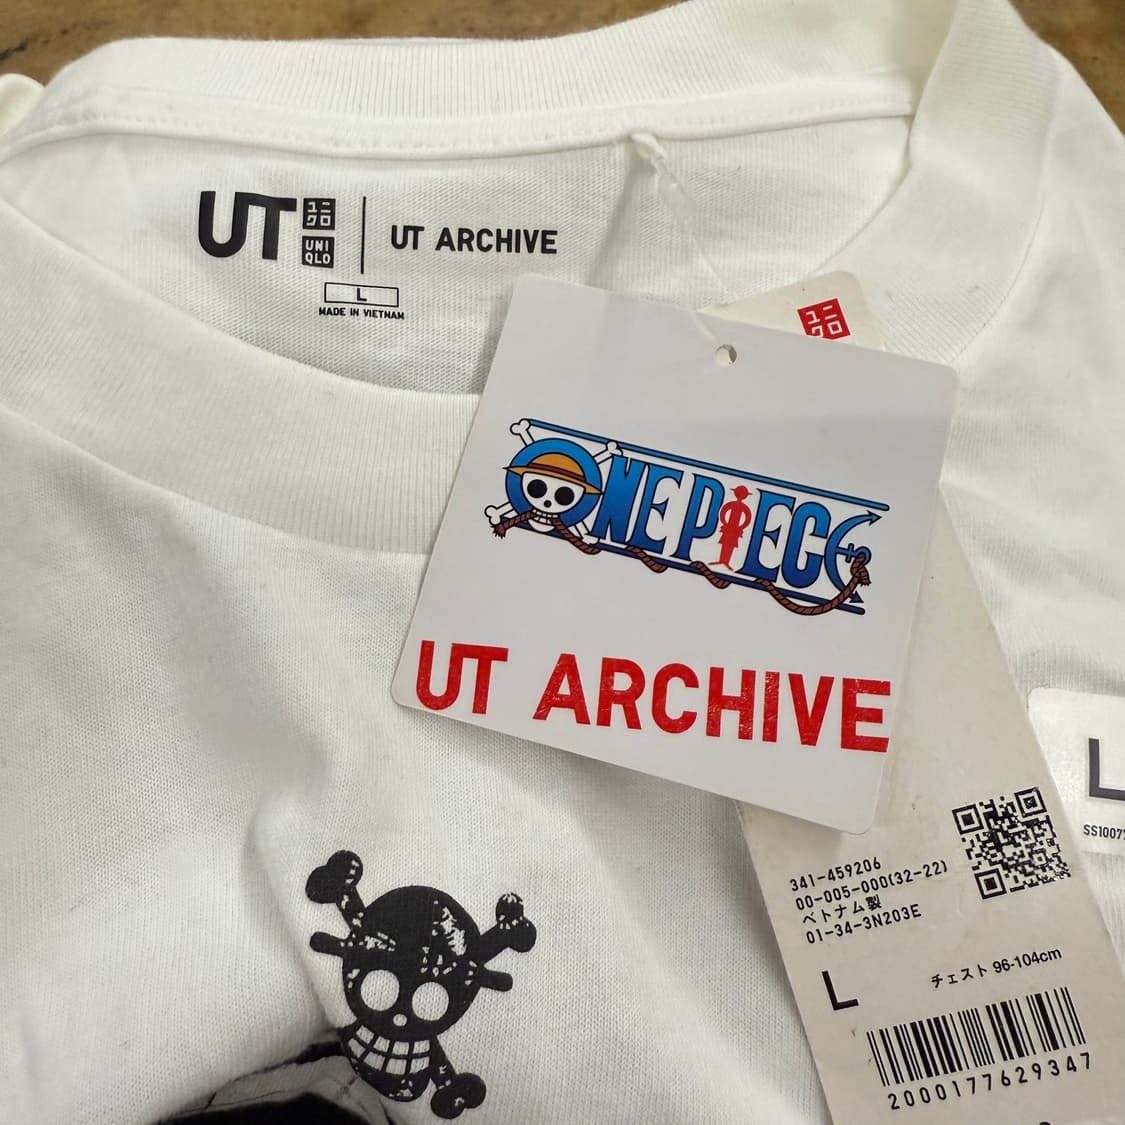 UT
ユニ
クロ
UNI
QLO
UT ARCHIVE
L
MADE IN VIETNAM
ユニ
クロ
ONE PIECE
UT ARCHIVE
L
SS1007
341-459206
00-005-000(32-22)
ベトナム製
01-34-3N203E
L
チェスト 96-104cm
2000177629347